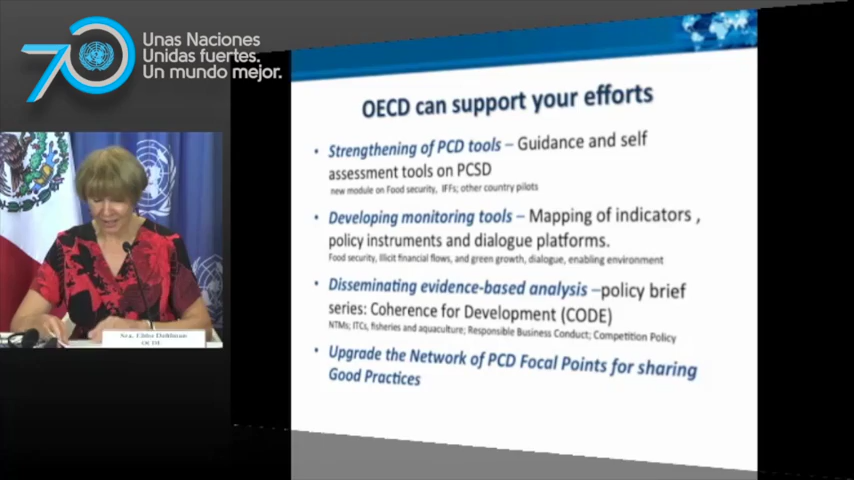 70
Unas Naciones
Unidas fuertes.
Un mundo mejor.
OECD can support your efforts
• Strengthening of PCD tools – Guidance and self
assessment tools on PCSD
new module on Food security, IFFs; other country pilots
• Developing monitoring tools – Mapping of indicators ,
policy instruments and dialogue platforms.
Food security, Illicit financial flows, and green growth, dialogue, enabling environment
• Disseminating evidence-based analysis –policy brief
series: Coherence for Development (CODE)
NTMs; ITCs, fisheries and aquaculture; Responsible Business Conduct; Competition Policy
• Upgrade the Network of PCD Focal Points for sharing
Good Practices
Sra. Ebba Dohlman
OCDE